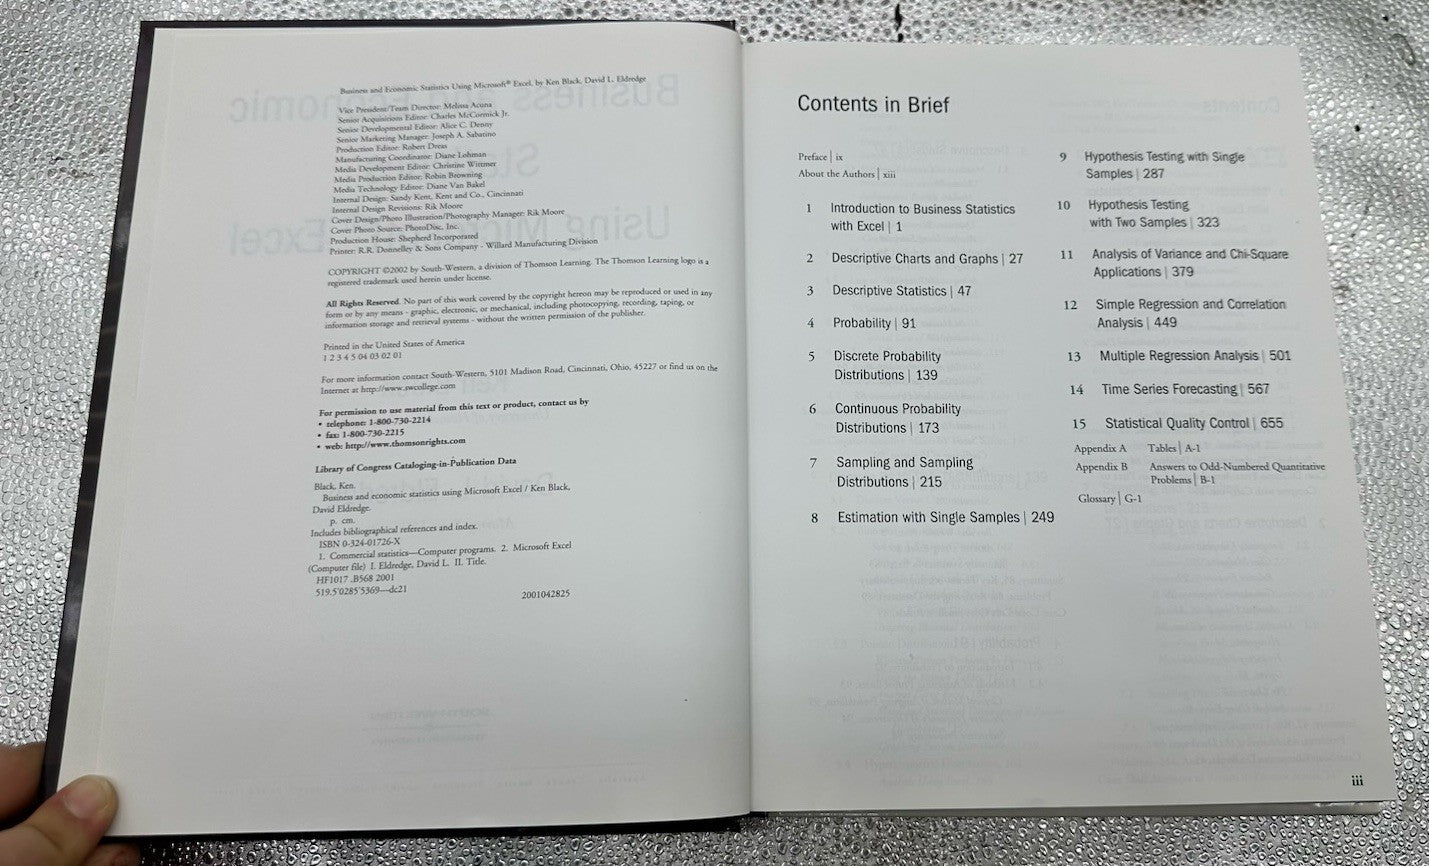 Business and Economic Statistics Using Microsoft® Excel, by Ken Black, David L. Eldredge
Vice President/Team Director: Melissa Acuna
Senior Acquisitions Editor: Charles McCormick Jr.
Senior Developmental Editor: Alice C. Denny
Senior Marketing Manager: Joseph A. Sabatino
Production Editor: Robert Dreas
Manufacturing Coordinator: Diane Lohman
Media Development Editor: Christine Wittmer
Media Production Editor: Robin Browning
Media Technology Editor: Diane Van Bakel
Internal Design: Sandy Kent, Kent and Co., Cincinnati
Internal Design Revisions: Rik Moore
Cover Design/Photo Illustration/Photography Manager: Rik Moore
Cover Photo Source: PhotoDisc, Inc.
Production House: Shepherd Incorporated
Printer: R.R. Donnelley & Sons Company - Willard Manufacturing Division
COPYRIGHT ©2002 by South-Western, a division of Thomson Learning. The Thomson Learning logo is a
registered trademark used herein under license.
All Rights Reserved. No part of this work covered by the copyright hereon may be reproduced or used in any
form or by any means - graphic, electronic, or mechanical, including photocopying, recording, taping, or
information storage and retrieval systems - without the written permission of the publisher.
Printed in the United States of America
1 2 3 4 5 04 03 02 01
For more information contact South-Western, 5101 Madison Road, Cincinnati, Ohio, 45227 or find us on the
Internet at http://www.swcollege.com
For permission to use material from this text or product, contact us by
• telephone: 1-800-730-2214
• fax: 1-800-730-2215
• web: http://www.thomsonrights.com
Library of Congress Cataloging-in-Publication Data
Black, Ken.
Business and economic statistics using Microsoft Excel / Ken Black,
David Eldredge.
p. cm.
Includes bibliographical references and index.
ISBN 0-324-01726-X
1. Commercial statistics—Computer programs. 2. Microsoft Excel
(Computer file) I. Eldredge, David L. II. Title.
HF1017 .B568 2001
519.5'0285'5369—dc21
2001042825
Contents in Brief
Preface | ix
About the Authors | xiii
1 Introduction to Business Statistics
with Excel | 1
2 Descriptive Charts and Graphs | 27
3 Descriptive Statistics | 47
4 Probability | 91
5 Discrete Probability
Distributions | 139
6 Continuous Probability
Distributions | 173
7 Sampling and Sampling
Distributions | 215
8 Estimation with Single Samples | 249
9 Hypothesis Testing with Single
Samples | 287
10 Hypothesis Testing
with Two Samples | 323
11 Analysis of Variance and Chi-Square
Applications | 379
12 Simple Regression and Correlation
Analysis | 449
13 Multiple Regression Analysis | 501
14 Time Series Forecasting | 567
15 Statistical Quality Control | 655
Appendix A Tables | A-1
Appendix B Answers to Odd-Numbered Quantitative
Problems | B-1
Glossary | G-1
iii